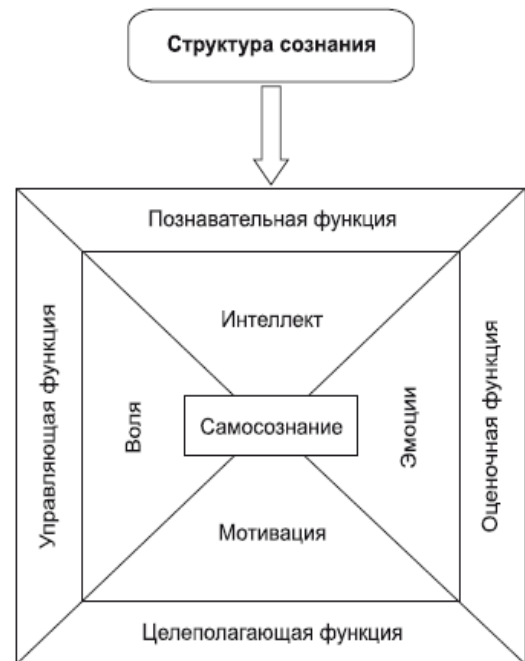 Структура сознания
Познавательная функция
Интеллект
Управляющая функция
Воля
Самосознание
Эмоции
Оценочная функция
Мотивация
Целеполагающая функция